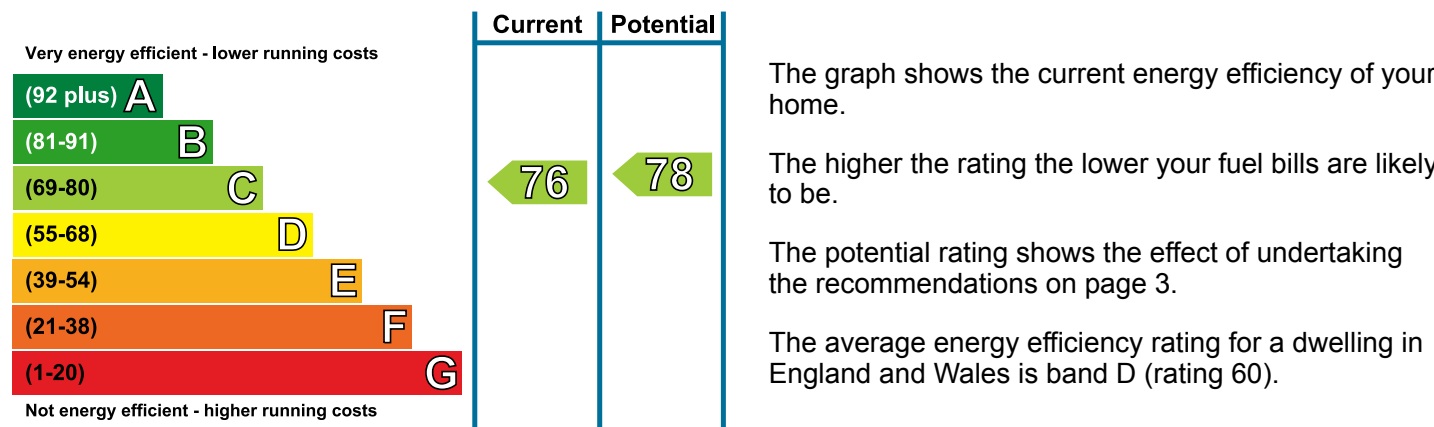 Current Potential
Very energy efficient - lower running costs
(92 plus) A
(81-91) B
(69-80) C
(55-68) D
(39-54) E
(21-38) F
(1-20) G
Not energy efficient - higher running costs
76
78
The graph shows the current energy efficiency of your
home.
The higher the rating the lower your fuel bills are likely
to be.
The potential rating shows the effect of undertaking
the recommendations on page 3.
The average energy efficiency rating for a dwelling in
England and Wales is band D (rating 60).